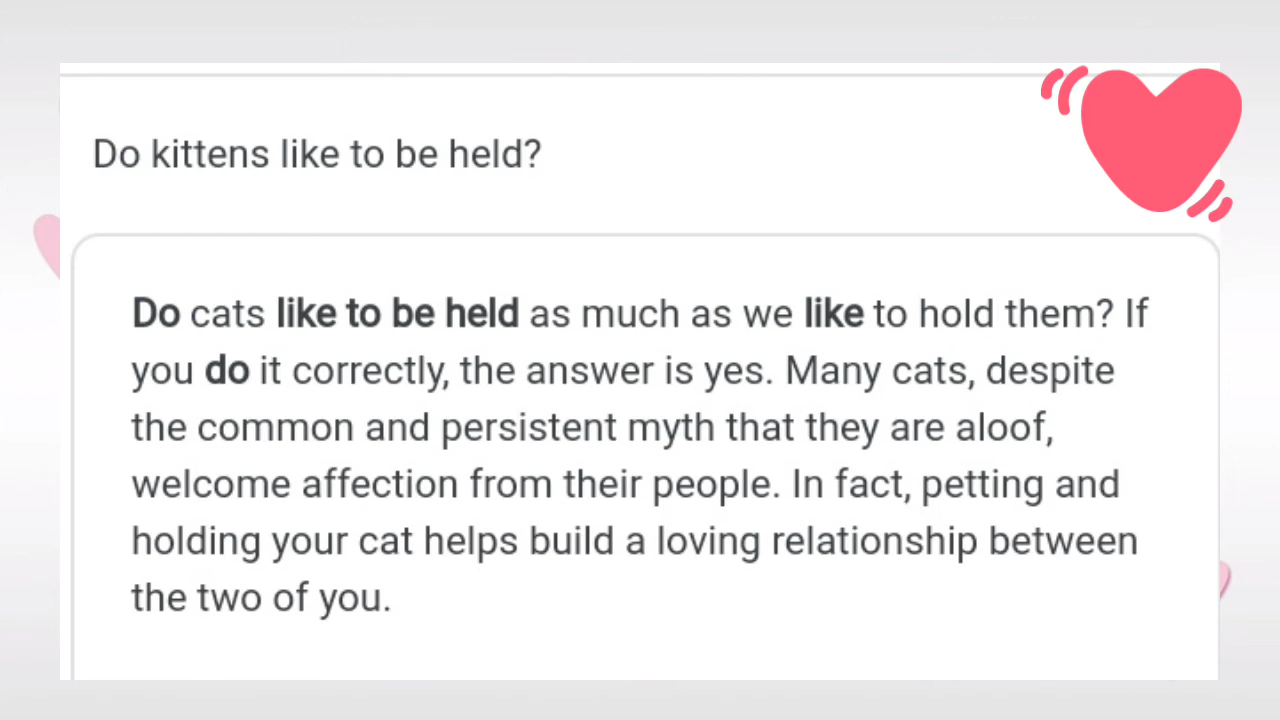 Do kittens like to be held?
Do cats like to be held as much as we like to hold them? If
you do it correctly, the answer is yes. Many cats, despite
the common and persistent myth that they are aloof,
welcome affection from their people. In fact, petting and
holding your cat helps build a loving relationship between
the two of you.